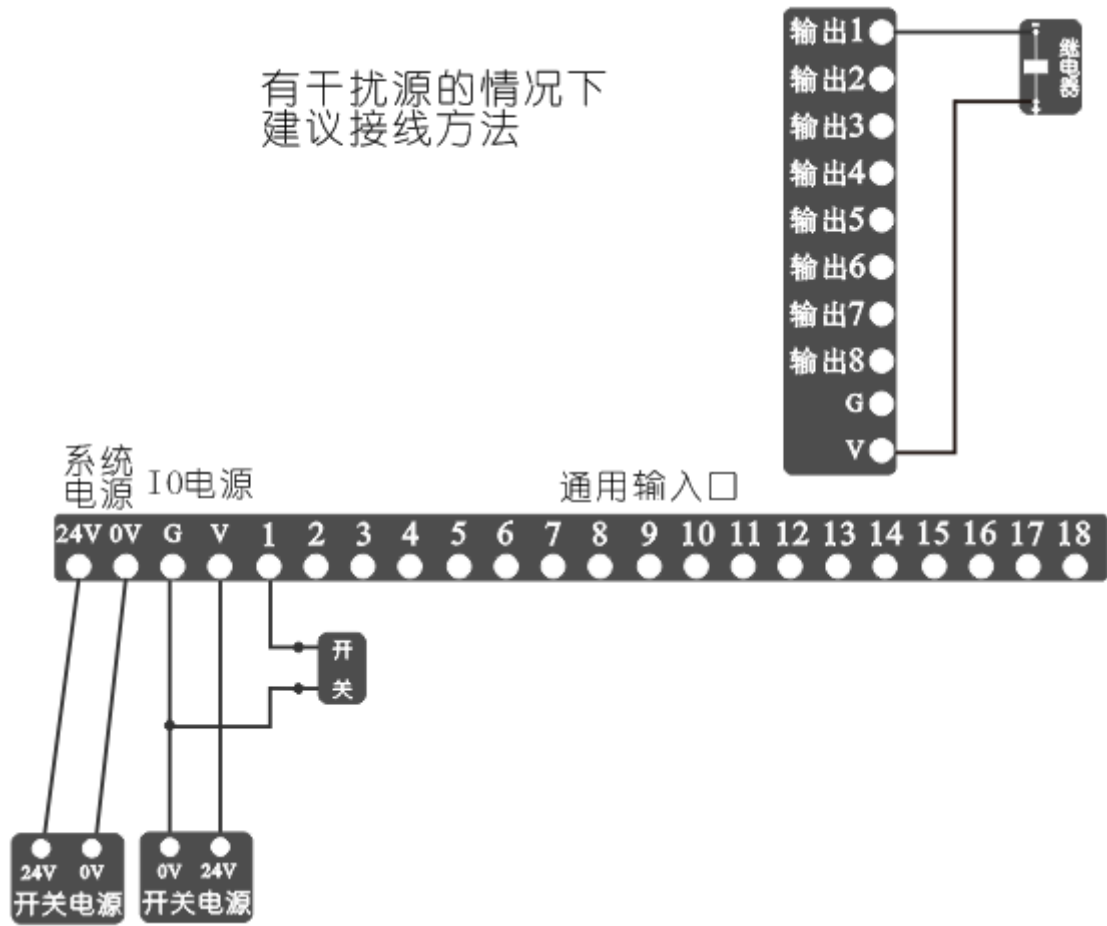 有干扰源的情况下
建议接线方法
输出1
输出2
输出3
输出4
输出5
输出6
输出7
输出8
G
V
继电器
系统
电源
IO电源
通用输入口
24V 0V G V 1 2 3 4 5 6 7 8 9 10 11 12 13 14 15 16 17 18
开
关
24V 0V
开关电源
0V 24V
开关电源